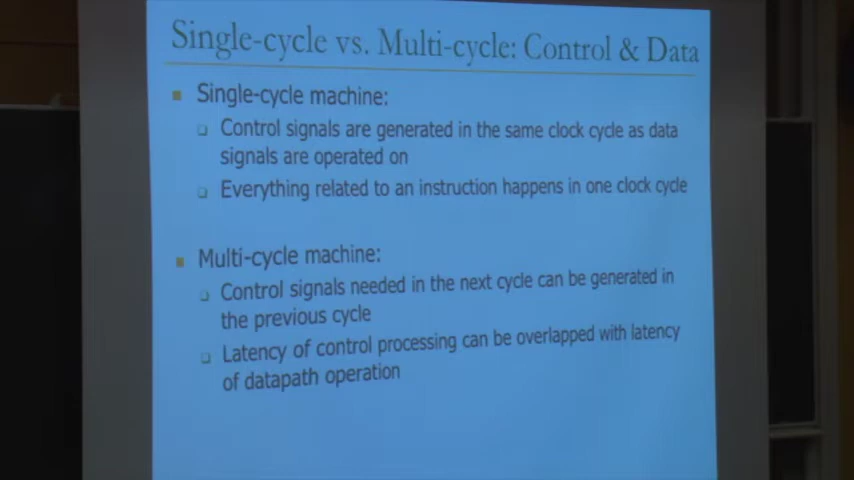 Single-cycle vs. Multi-cycle: Control & Data
Single-cycle machine:
Control signals are generated in the same clock cycle as data
signals are operated on
Everything related to an instruction happens in one clock cycle
Multi-cycle machine:
Control signals needed in the next cycle can be generated in
the previous cycle
Latency of control processing can be overlapped with latency
of datapath operation